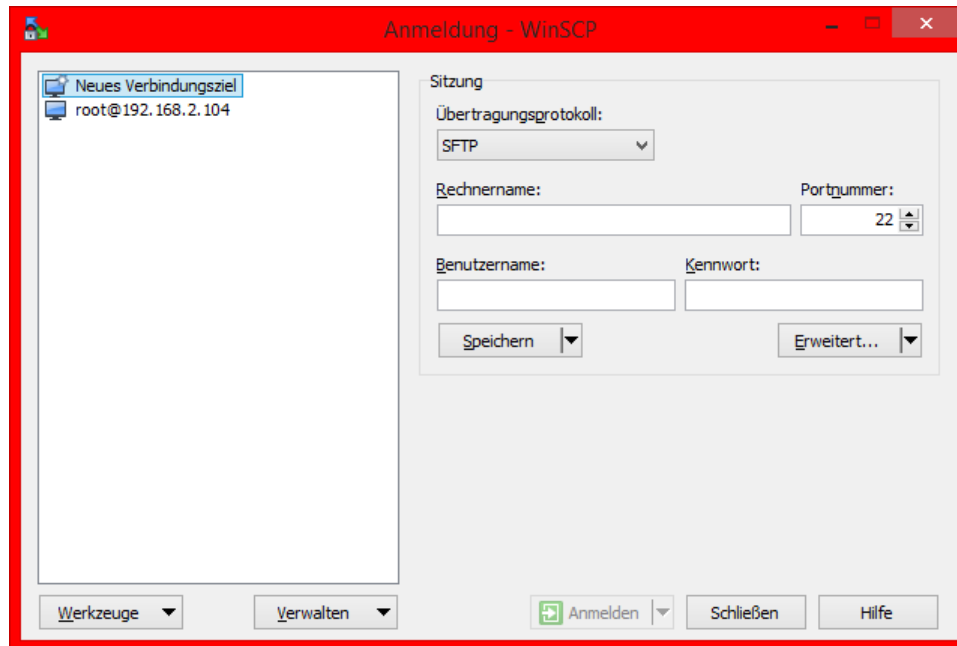 Anmeldung - WinSCP
Neues Verbindungsziel
root@192.168.2.104
Sitzung
Übertragungsprotokoll:
SFTP
Rechnername:
Portnummer:
22
Benutzername:
Kennwort:
Speichern
Erweitert...
Werkzeuge
Verwalten
Anmelden
Schließen
Hilfe